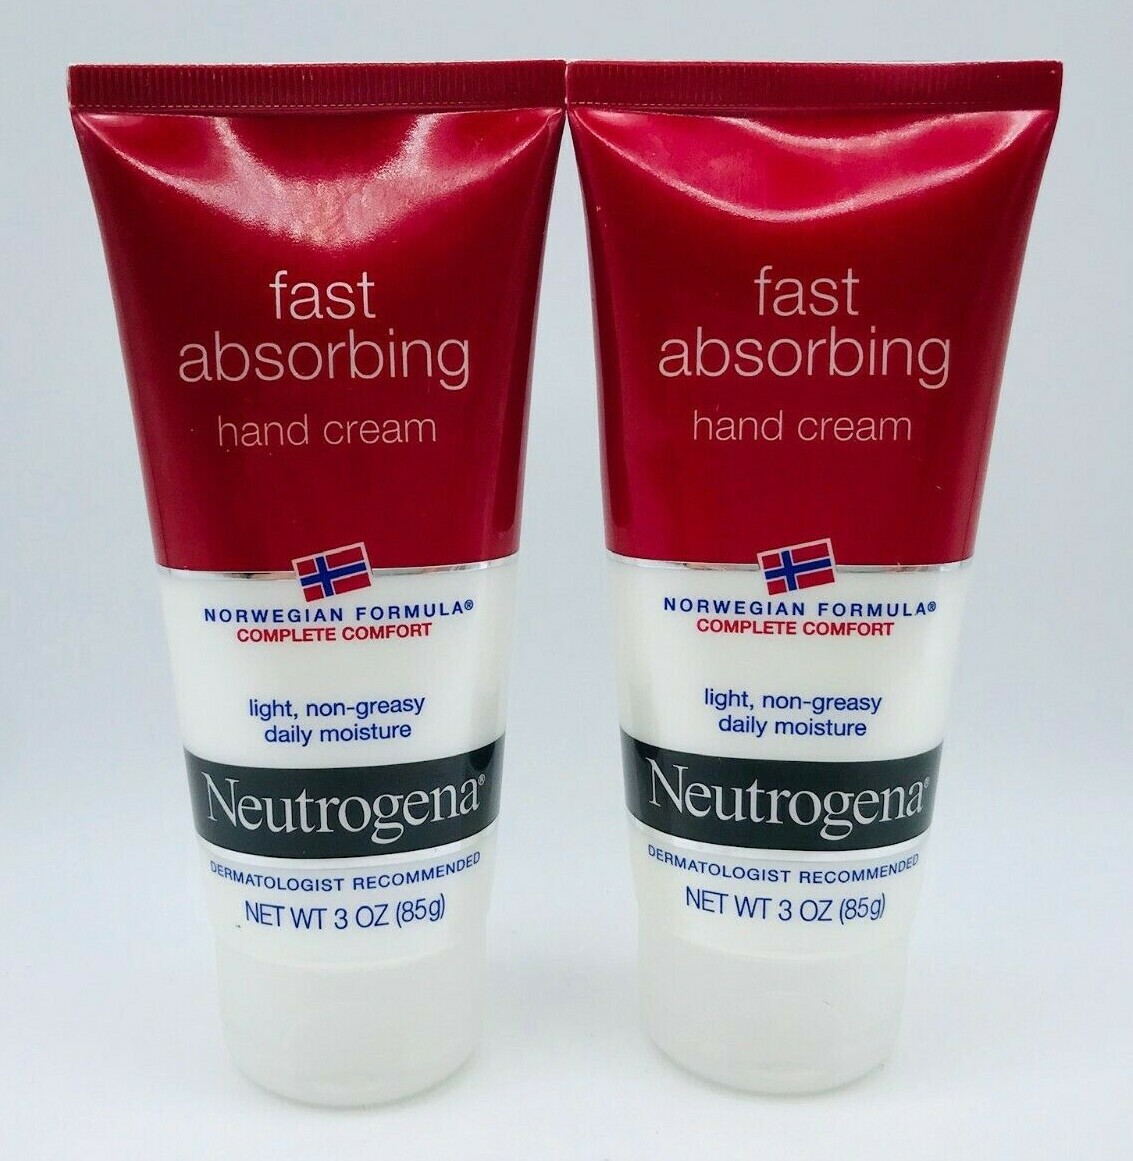 fast
absorbing
hand cream
NORWEGIAN FORMULA®
COMPLETE COMFORT
light, non-greasy
daily moisture
Neutrogena®
DERMATOLOGIST RECOMMENDED
NET WT 3 OZ (85g)
fast
absorbing
hand cream
NORWEGIAN FORMULA®
COMPLETE COMFORT
light, non-greasy
daily moisture
Neutrogena®
DERMATOLOGIST RECOMMENDED
NET WT 3 OZ (85g)